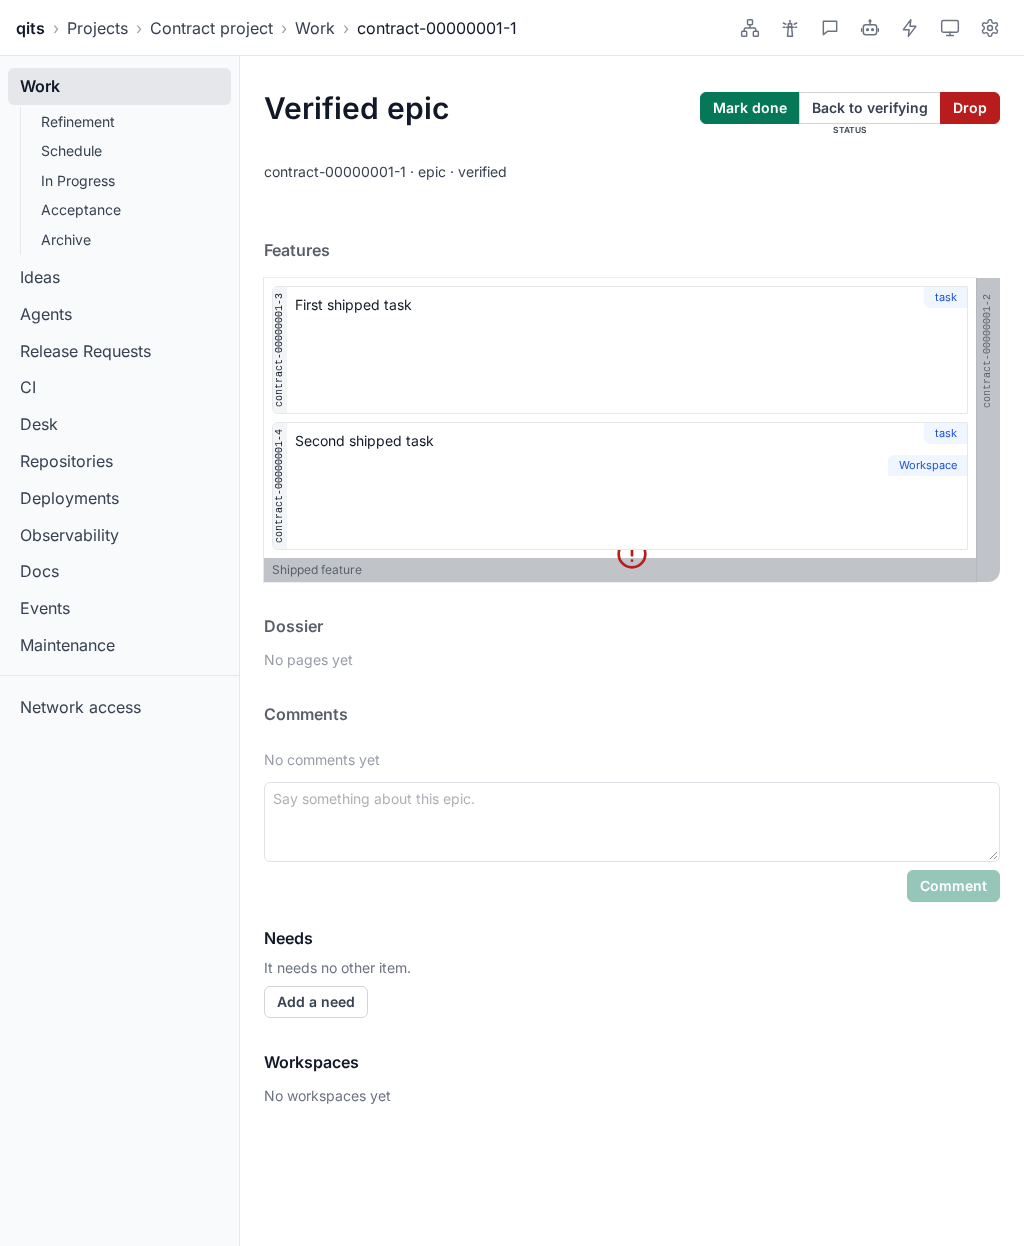 qits › Projects › Contract project › Work › contract-00000001-1
Work
Refinement
Schedule
In Progress
Acceptance
Archive
Ideas
Agents
Release Requests
CI
Desk
Repositories
Deployments
Observability
Docs
Events
Maintenance
Network access
Verified epic
Mark done
Back to verifying
Drop
STATUS
contract-00000001-1 · epic · verified
Features
contract-00000001-3
First shipped task
task
contract-00000001-2
contract-00000001-4
Second shipped task
task
Workspace
Shipped feature
Dossier
No pages yet
Comments
No comments yet
Say something about this epic.
Comment
Needs
It needs no other item.
Add a need
Workspaces
No workspaces yet